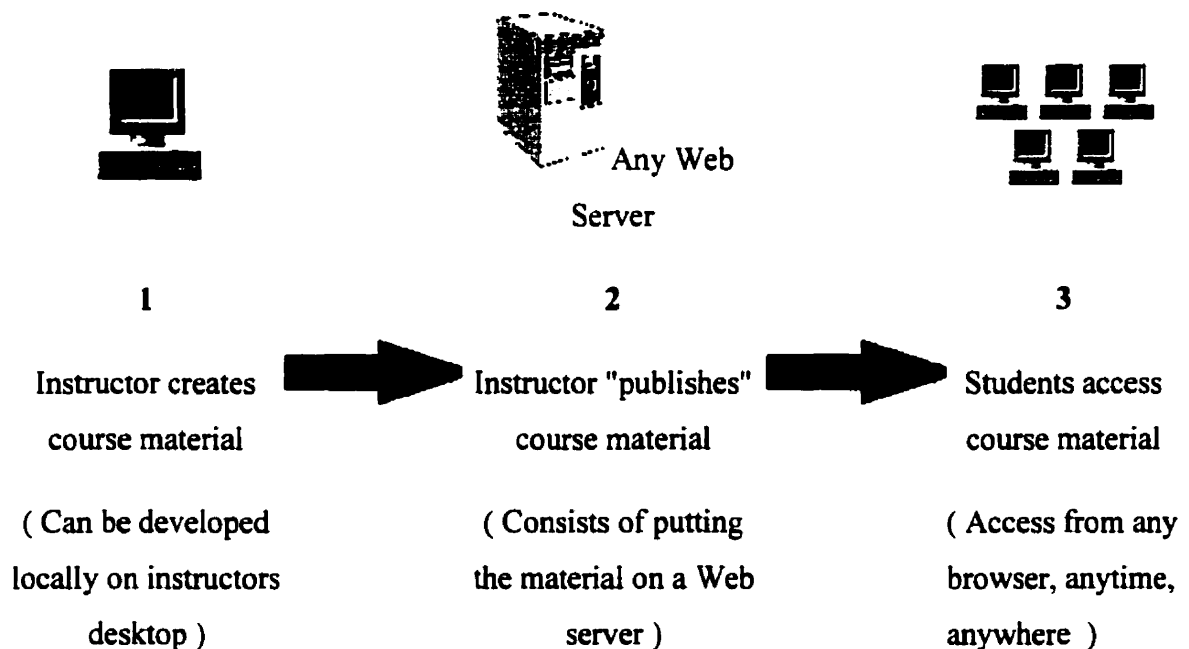 Any Web
Server
1
Instructor creates
course material
( Can be developed
locally on instructors
desktop )
2
Instructor "publishes"
course material
( Consists of putting
the material on a Web
server )
3
Students access
course material
( Access from any
browser, anytime,
anywhere )